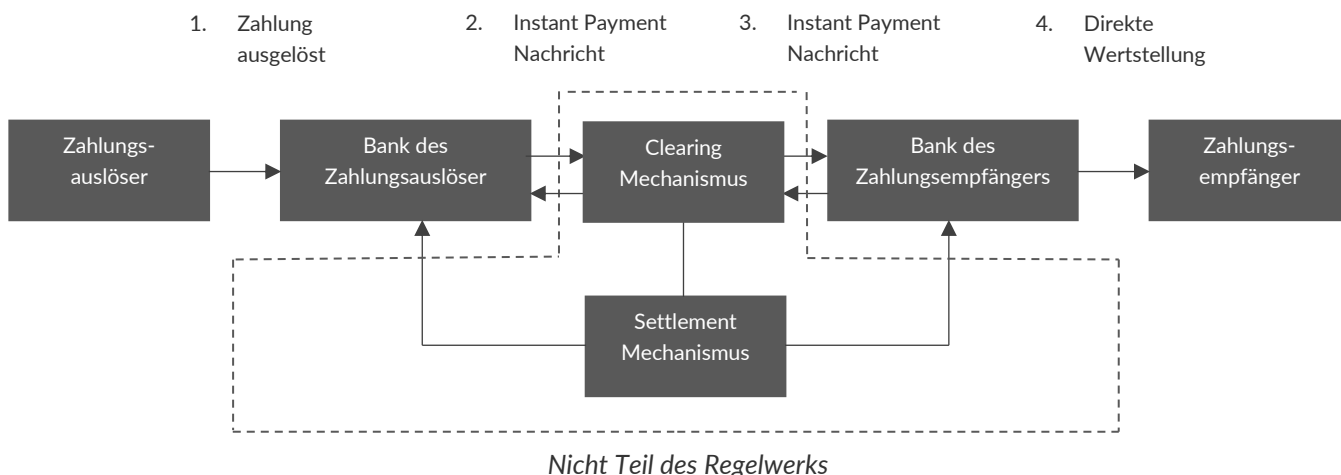 1. Zahlung
ausgelöst
2. Instant Payment
Nachricht
3. Instant Payment
Nachricht
4. Direkte
Wertstellung
Zahlungs-
auslöser
Bank des
Zahlungsauslöser
Clearing
Mechanismus
Bank des
Zahlungsempfängers
Zahlungs-
empfänger
Settlement
Mechanismus
Nicht Teil des Regelwerks